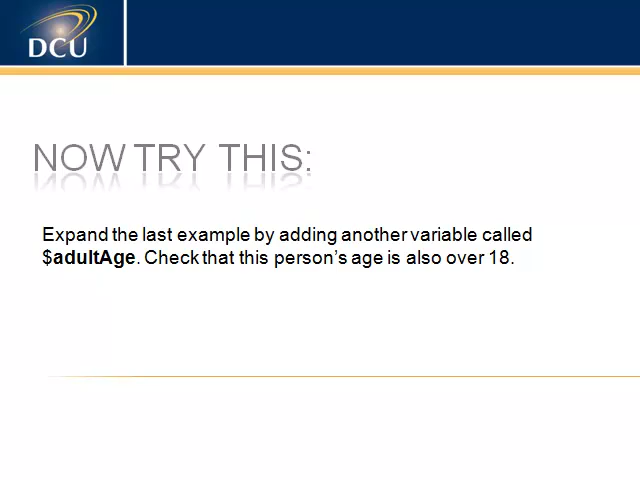 DCU
NOW TRY THIS:
Expand the last example by adding another variable called
$adultAge. Check that this person’s age is also over 18.